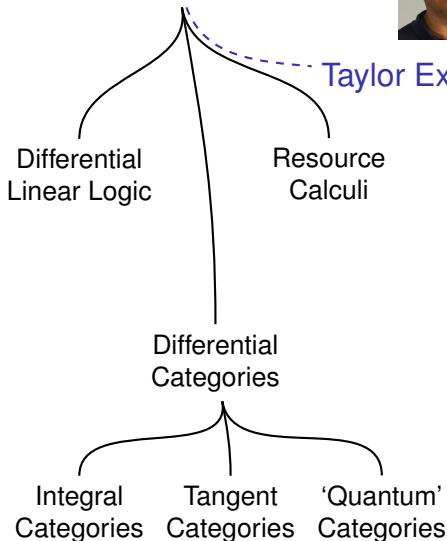 Taylor Ex
Differential
Linear Logic
Resource
Calculi
Differential
Categories
Integral
Categories
Tangent
Categories
‘Quantum’
Categories